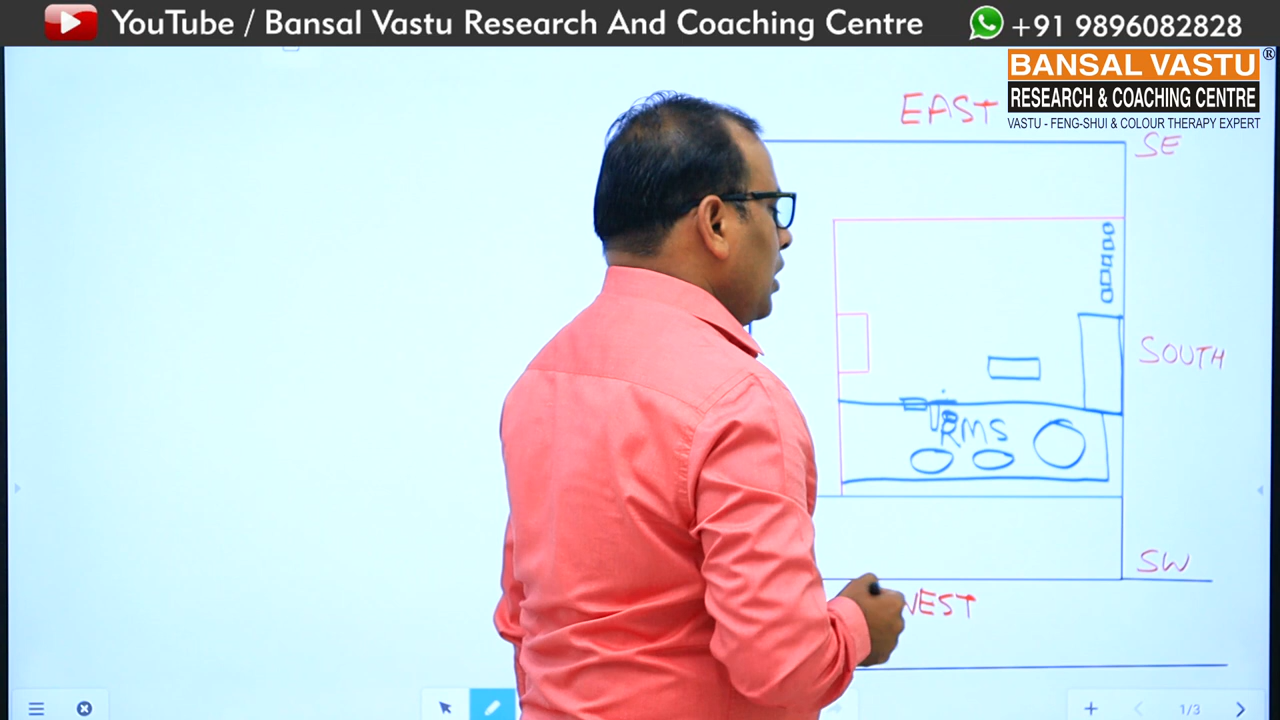 YouTube / Bansal Vastu Research And Coaching Centre +91 9896082828
BANSAL VASTU ®
RESEARCH & COACHING CENTRE
VASTU - FENG-SHUI & COLOUR THERAPY EXPERT
EAST
SE
SOUTH
RMS
SW
1/3